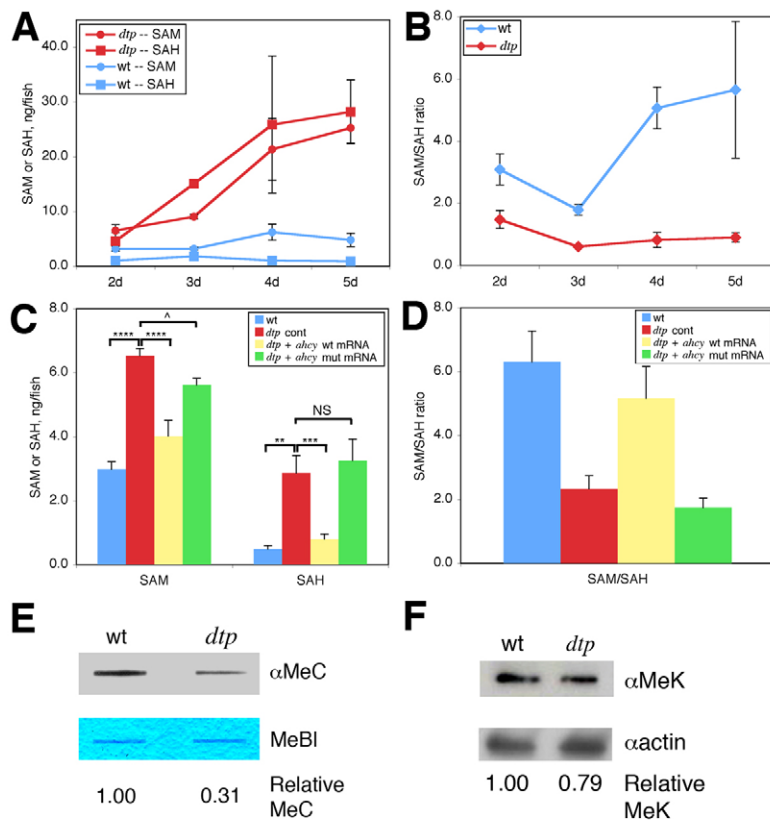 A
40.0
30.0
20.0
10.0
0.0
SAM or SAH, ng/fish
dtp -- SAM
dtp -- SAH
wt -- SAM
wt -- SAH
2d 3d 4d 5d
B
8.0
6.0
4.0
2.0
0.0
SAM/SAH ratio
wt
dtp
2d 3d 4d 5d
C
8.0
6.0
4.0
2.0
0.0
SAM or SAH, ng/fish
wt
dtp cont
dtp + ahcy wt mRNA
dtp + ahcy mut mRNA
^
**** ****
NS
** ***
SAM SAH
D
8.0
6.0
4.0
2.0
0.0
SAM/SAH ratio
wt
dtp cont
dtp + ahcy wt mRNA
dtp + ahcy mut mRNA
SAM/SAH
E
wt dtp
αMeC
MeBl
1.00 0.31 Relative
MeC
F
wt dtp
αMeK
αactin
1.00 0.79 Relative
MeK